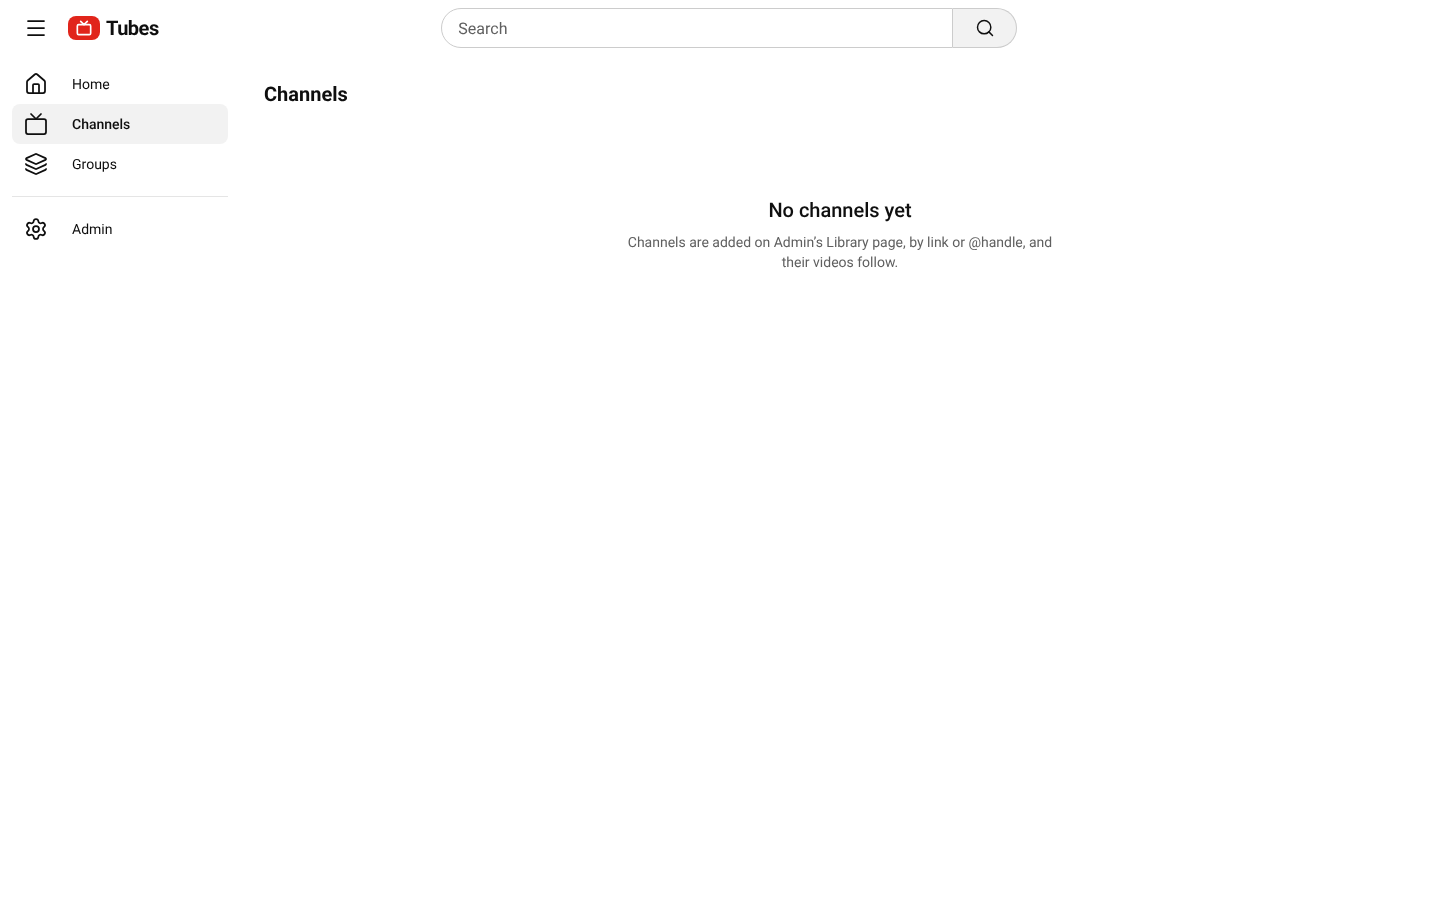 Tubes
Search
Home
Channels
Groups
Admin
Channels
No channels yet
Channels are added on Admin’s Library page, by link or @handle, and
their videos follow.